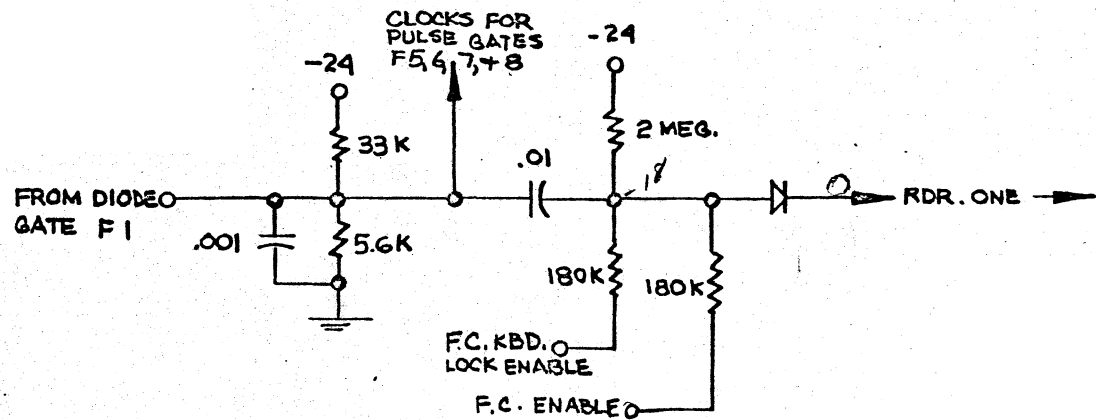 CLOCKS FOR
PULSE GATES
F5,6,7,+8
-24
-24
33K
2 MEG.
.01
18
FROM DIODE
GATE F1
RDR. ONE
.001
5.6K
180K
180K
F.C. KBD.
LOCK ENABLE
F.C. ENABLE